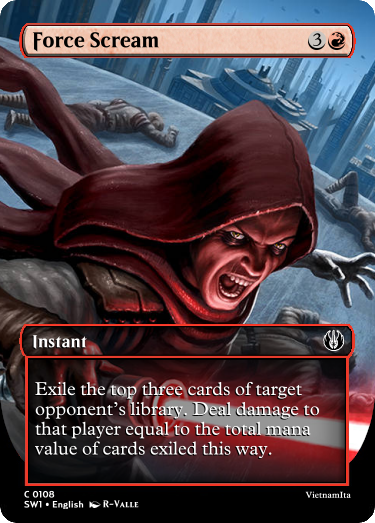 Force Scream 3
Instant
Exile the top three cards of target
opponent's library. Deal damage to
that player equal to the total mana
value of cards exiled this way.
C 0108
SW1 • English R-Valle
VietnamIta